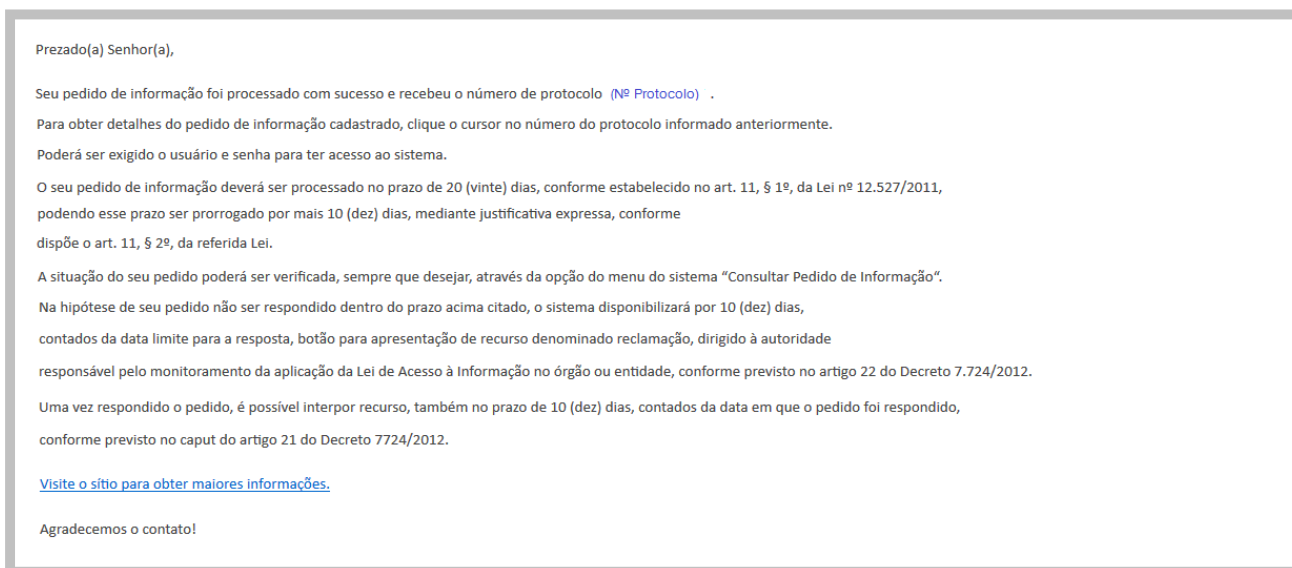 Prezado(a) Senhor(a),
Seu pedido de informação foi processado com sucesso e recebeu o número de protocolo (Nº Protocolo) .
Para obter detalhes do pedido de informação cadastrado, clique o cursor no número do protocolo informado anteriormente.
Poderá ser exigido o usuário e senha para ter acesso ao sistema.
O seu pedido de informação deverá ser processado no prazo de 20 (vinte) dias, conforme estabelecido no art. 11, § 1º, da Lei nº 12.527/2011,
podendo esse prazo ser prorrogado por mais 10 (dez) dias, mediante justificativa expressa, conforme
dispõe o art. 11, § 2º, da referida Lei.
A situação do seu pedido poderá ser verificada, sempre que desejar, através da opção do menu do sistema “Consultar Pedido de Informação“.
Na hipótese de seu pedido não ser respondido dentro do prazo acima citado, o sistema disponibilizará por 10 (dez) dias,
contados da data limite para a resposta, botão para apresentação de recurso denominado reclamação, dirigido à autoridade
responsável pelo monitoramento da aplicação da Lei de Acesso à Informação no órgão ou entidade, conforme previsto no artigo 22 do Decreto 7.724/2012.
Uma vez respondido o pedido, é possível interpor recurso, também no prazo de 10 (dez) dias, contados da data em que o pedido foi respondido,
conforme previsto no caput do artigo 21 do Decreto 7724/2012.
Visite o sítio para obter maiores informações.
Agradecemos o contato!